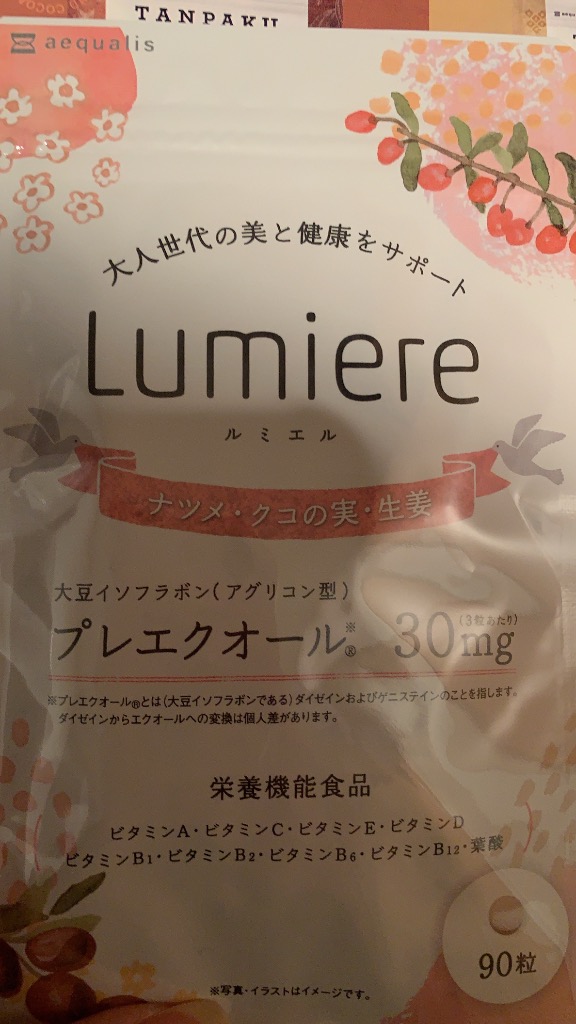 TANPAKU
aequalis
大人世代の美と健康をサポート
Lumiere
ルミエル
ナツメ・クコの実・生姜
大豆イソフラボン(アグリコン型)
プレエクオール※® 30mg(3粒あたり)
※プレエクオール®とは(大豆イソフラボンである)ダイゼインおよびゲニステインのことを指します。
ダイゼインからエクオールへの変換は個人差があります。
栄養機能食品
ビタミンA・ビタミンC・ビタミンE・ビタミンD
ビタミンB1・ビタミンB2・ビタミンB6・ビタミンB12・葉酸
90粒
※写真・イラストはイメージです。